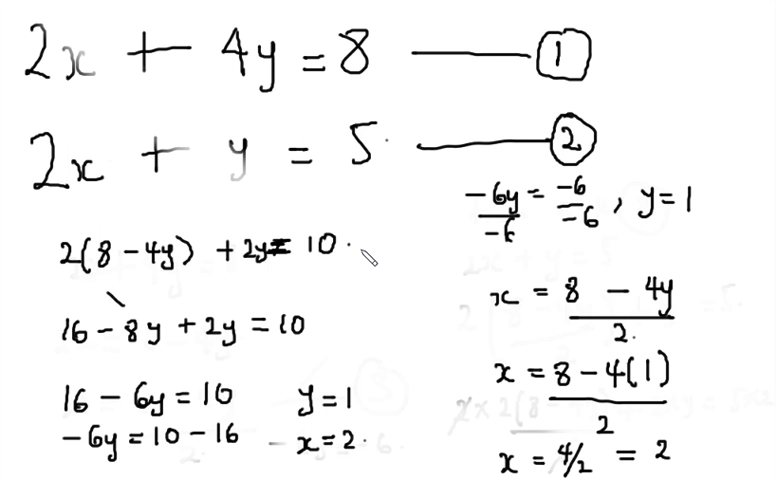 2x + 4y = 8 ① 
2x + y = 5 ②
2(8 - 4y) + 2y = 10
16 - 8y + 2y = 10
16 - 6y = 10
-6y = 10 - 16
y = 1
x = 2
-6y/-6 = -6/-6, y = 1
x = 8 - 4y / 2
x = 8 - 4(1) / 2
x = 4/2 = 2